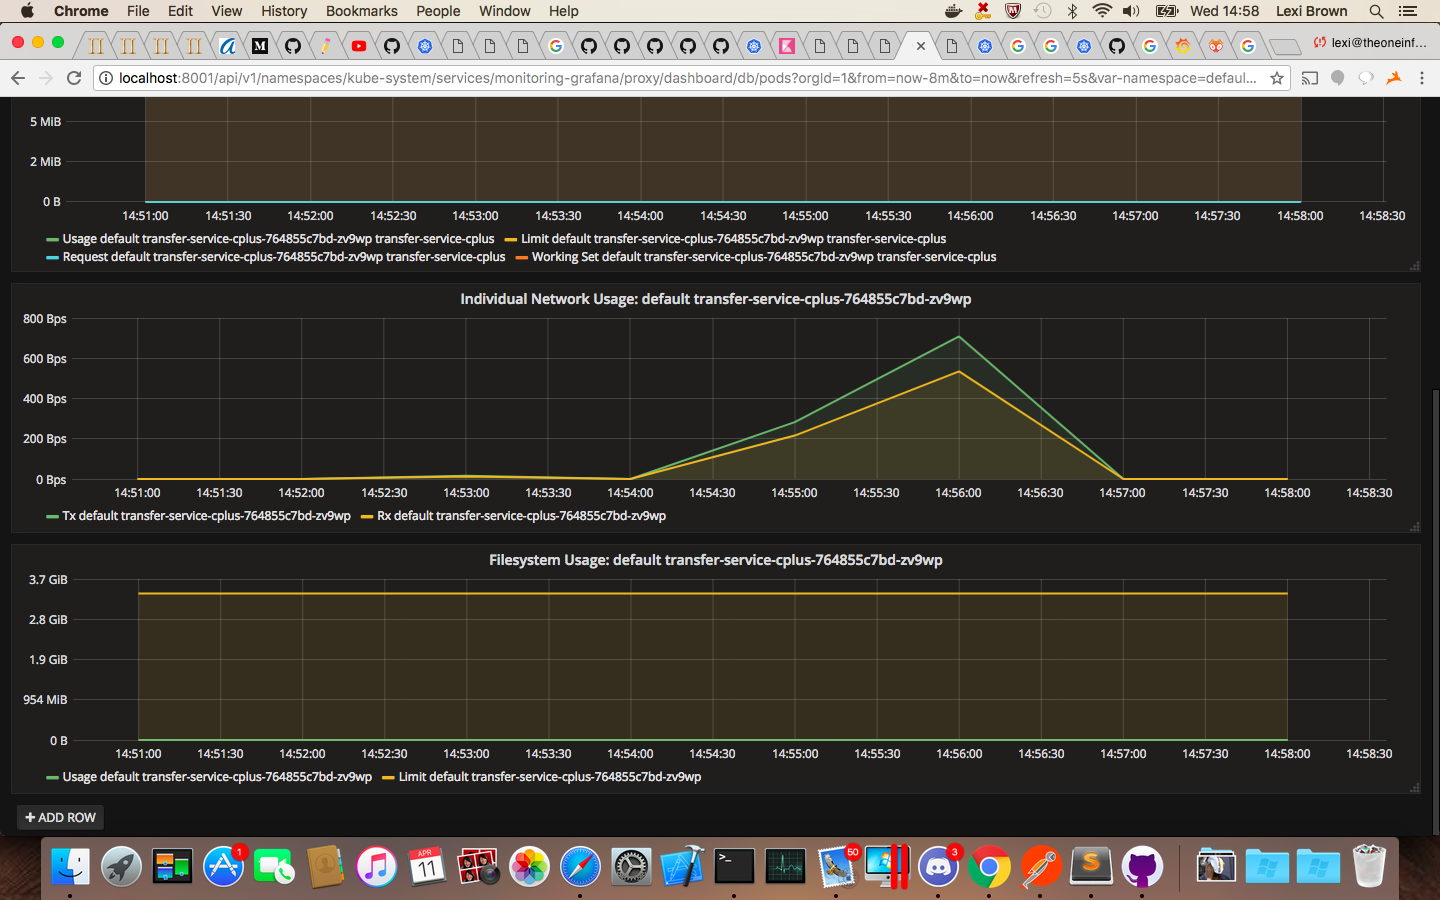 Chrome File Edit View History Bookmarks People Window Help Wed 14:58 Lexi Brown
lexi@theoneinf...
localhost:8001/api/v1/namespaces/kube-system/services/monitoring-grafana/proxy/dashboard/db/pods?orgId=1&from=now-8m&to=now&refresh=5s&var-namespace=defaul...
5 MiB
2 MiB
0 B
14:51:00 14:51:30 14:52:00 14:52:30 14:53:00 14:53:30 14:54:00 14:54:30 14:55:00 14:55:30 14:56:00 14:56:30 14:57:00 14:57:30 14:58:00 14:58:30
Usage default transfer-service-cplus-764855c7bd-zv9wp transfer-service-cplus Limit default transfer-service-cplus-764855c7bd-zv9wp transfer-service-cplus
Request default transfer-service-cplus-764855c7bd-zv9wp transfer-service-cplus Working Set default transfer-service-cplus-764855c7bd-zv9wp transfer-service-cplus
Individual Network Usage: default transfer-service-cplus-764855c7bd-zv9wp
800 Bps
600 Bps
400 Bps
200 Bps
0 Bps
14:51:00 14:51:30 14:52:00 14:52:30 14:53:00 14:53:30 14:54:00 14:54:30 14:55:00 14:55:30 14:56:00 14:56:30 14:57:00 14:57:30 14:58:00 14:58:30
Tx default transfer-service-cplus-764855c7bd-zv9wp Rx default transfer-service-cplus-764855c7bd-zv9wp
Filesystem Usage: default transfer-service-cplus-764855c7bd-zv9wp
3.7 GiB
2.8 GiB
1.9 GiB
954 MiB
0 B
14:51:00 14:51:30 14:52:00 14:52:30 14:53:00 14:53:30 14:54:00 14:54:30 14:55:00 14:55:30 14:56:00 14:56:30 14:57:00 14:57:30 14:58:00 14:58:30
Usage default transfer-service-cplus-764855c7bd-zv9wp Limit default transfer-service-cplus-764855c7bd-zv9wp
+ ADD ROW
1
APR
11
50
3